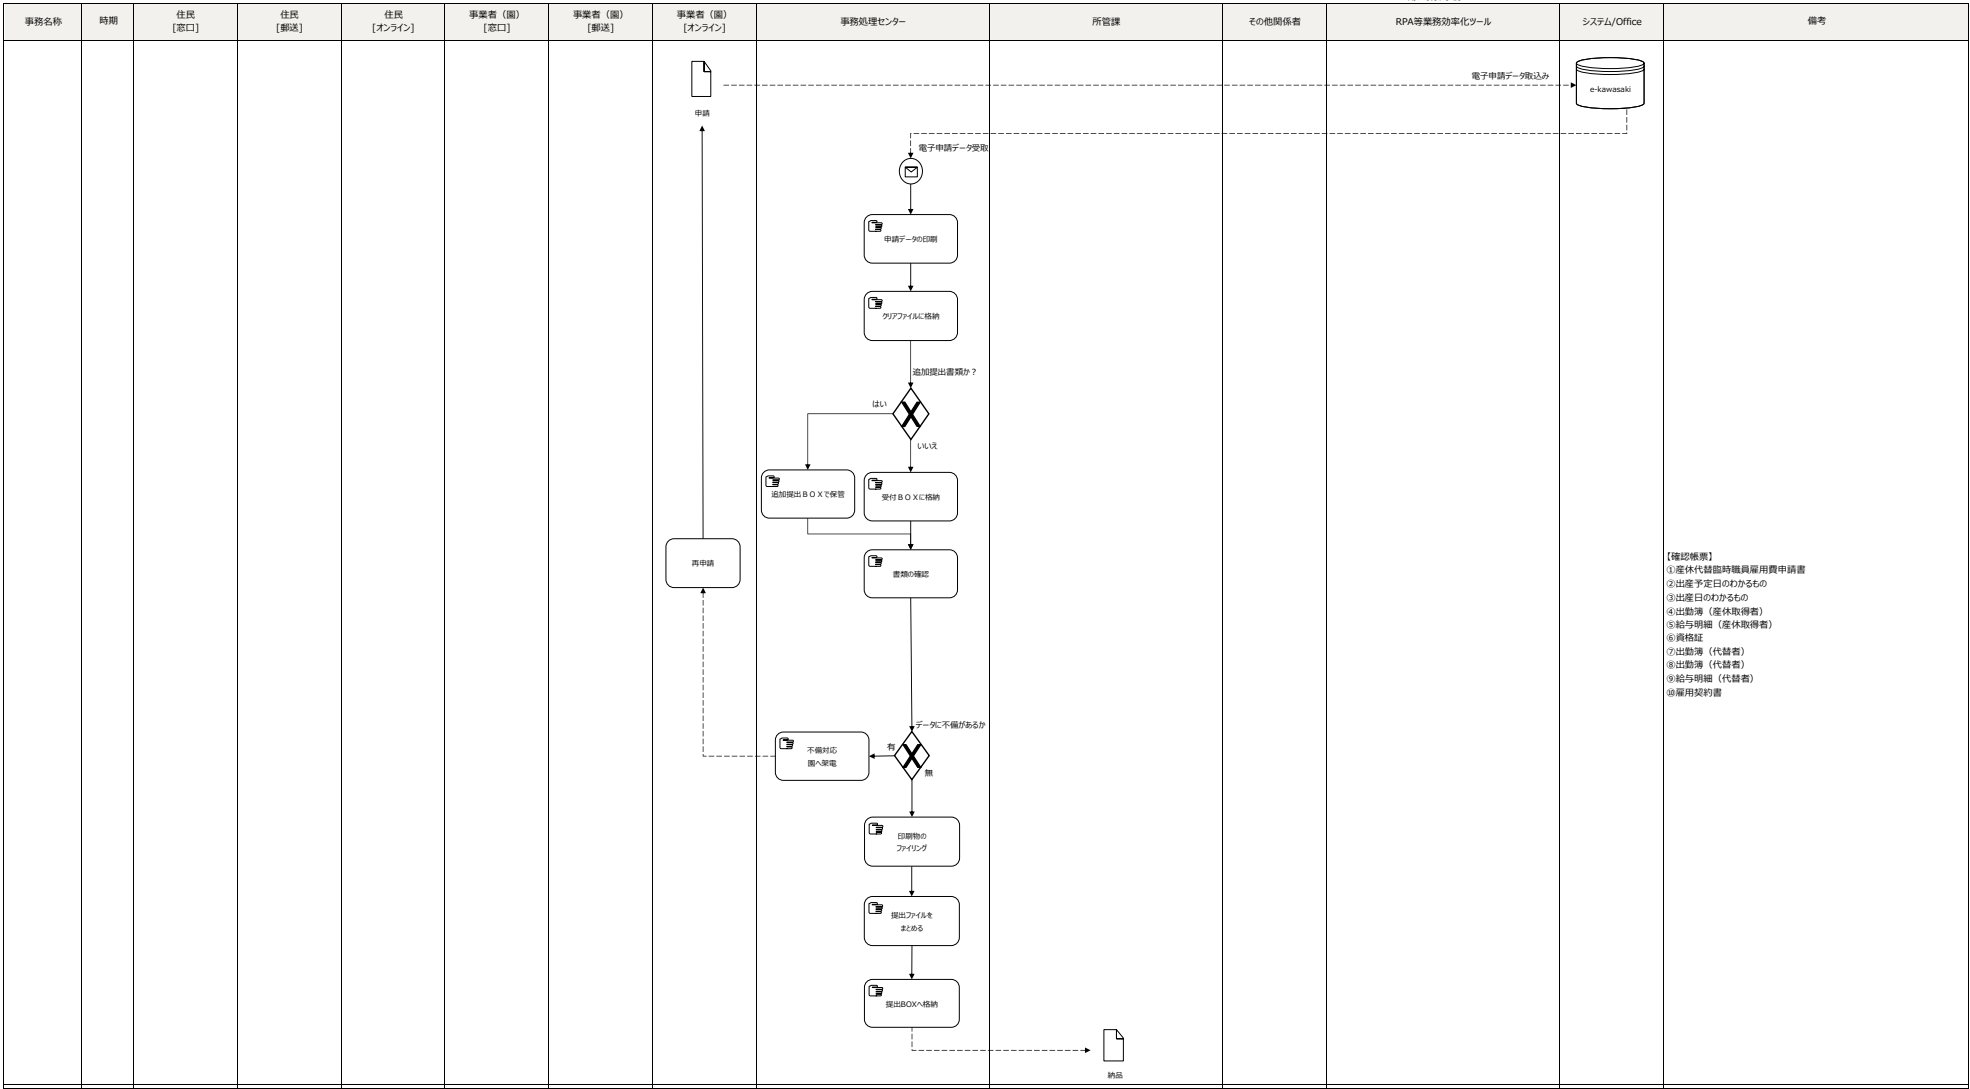 事務名称
時期
住民
[窓口]
住民
[郵送]
住民
[オンライン]
事業者（園）
[窓口]
事業者（園）
[郵送]
事業者（園）
[オンライン]
事務処理センター
所管課
その他関係者
RPA等業務効率化ツール
システム/Office
備考
申請
電子申請データ取込み
e-kawasaki
電子申請データ受取
申請データの印刷
クリアファイルに格納
追加提出書類か？
はい
いいえ
追加提出ＢＯＸで保管
受付ＢＯＸに格納
再申請
書類の確認
【確認帳票】
①産休代替臨時職員雇用費申請書
②出産予定日のわかるもの
③出産日のわかるもの
④出勤簿（産休取得者）
⑤給与明細（産休取得者）
⑥資格証
⑦出勤簿（代替者）
⑧出勤簿（代替者）
⑨給与明細（代替者）
⑩雇用契約書
データに不備があるか
有
無
不備対応
園へ架電
印刷物の
ファイリング
提出ファイルを
まとめる
提出BOXへ格納
納品